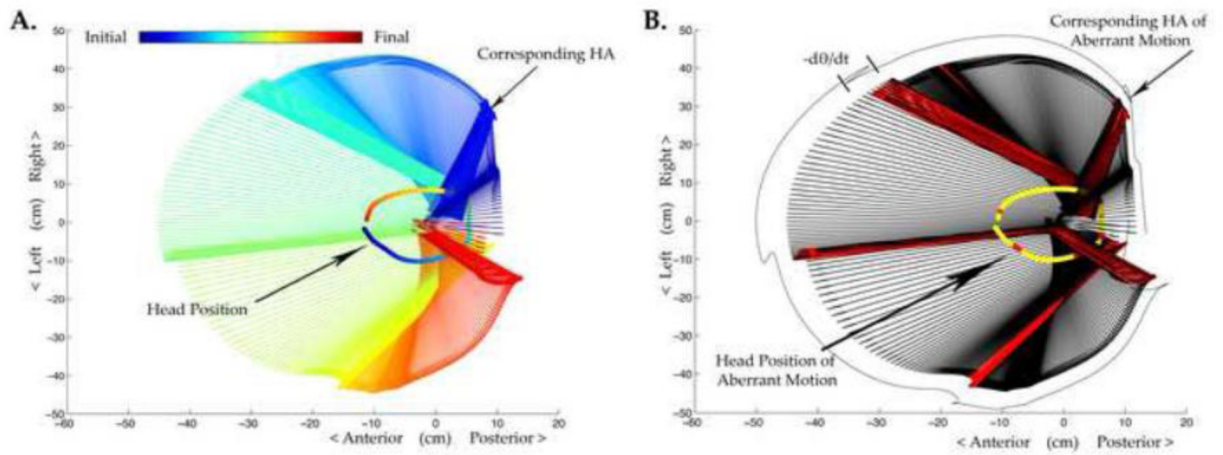 A.
Initial
Final
Corresponding HA
Head Position
50
40
30
20
10
0
-10
-20
-30
-40
-50
-60
-50
-40
-30
-20
-10
0
10
20
< Left (cm) Right >
< Anterior (cm) Posterior >
B.
Corresponding HA of
Aberrant Motion
-dθ/dt
Head Position of
Aberrant Motion
50
40
30
20
10
0
-10
-20
-30
-40
-50
-60
-50
-40
-30
-20
-10
0
10
20
< Left (cm) Right >
< Anterior (cm) Posterior >